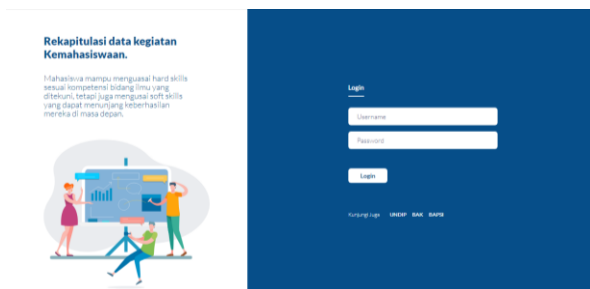 Rekapitulasi data kegiatan
Kemahasiswaan.
Mahasiswa mampu menguasai hard skills
sesuai kompetensi bidang ilmu yang
ditekuni, tetapi juga mengusai soft skills
yang dapat menunjang keberhasilan
mereka di masa depan.
Login
Username
Password
Login
Kunjungi Juga UNDIP BAK BAPSI